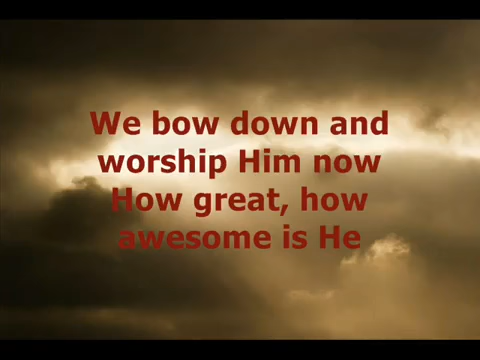 We bow down and
worship Him now
How great, how
awesome is He